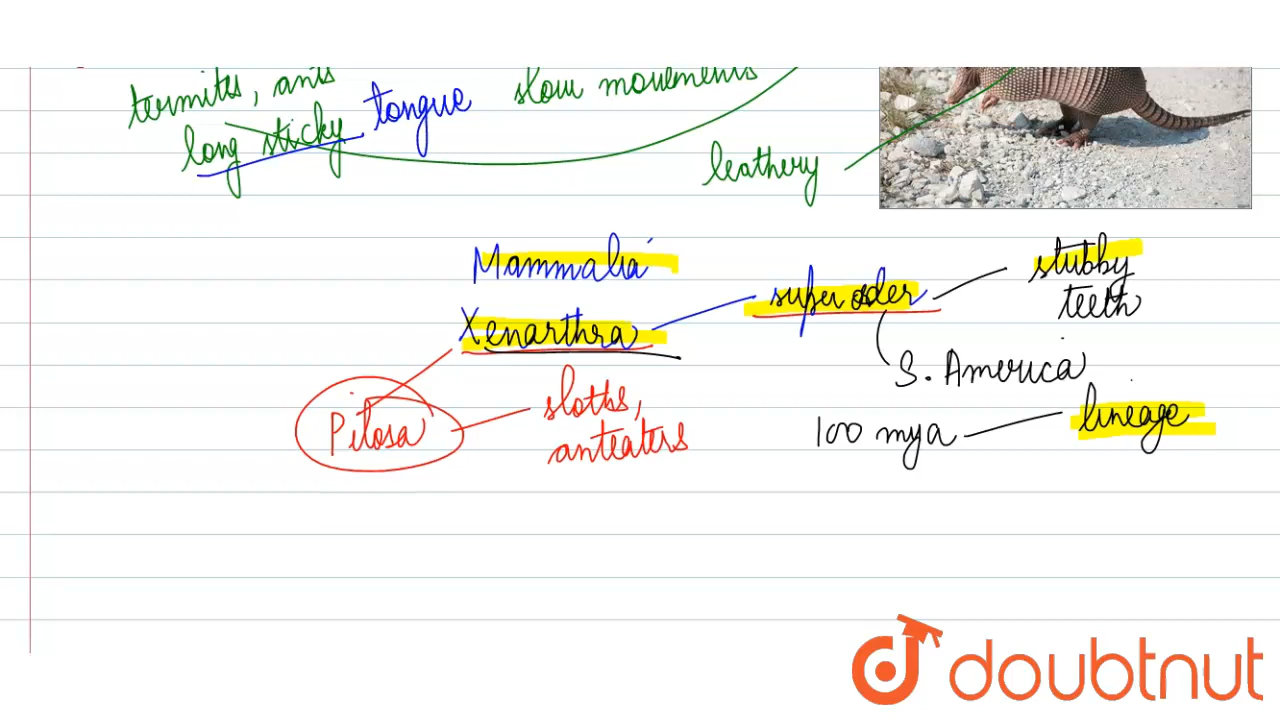 termites, ants
long sticky tongue
slow movements
leathery
Mammalia
Xenarthra
super order
stubby
teeth
S. America
Pilosa
sloths,
anteaters
100 mya
lineage
doubtnut